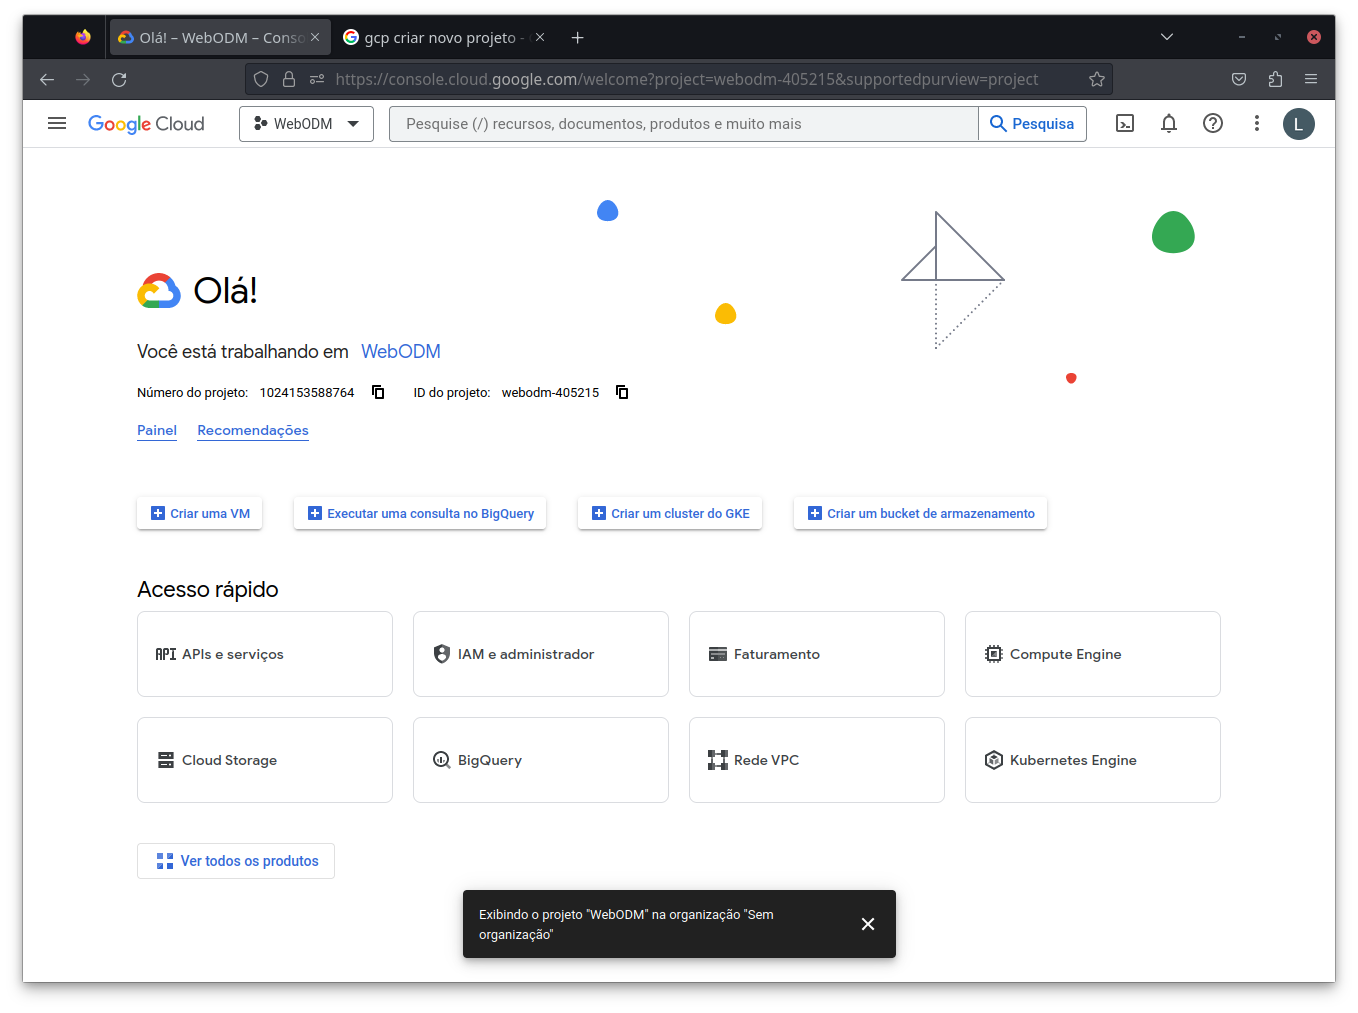 Olá! – WebODM – Conso
gcp criar novo projeto -
https://console.cloud.google.com/welcome?project=webodm-405215&supportedpurview=project
Google Cloud
WebODM
Pesquise (/) recursos, documentos, produtos e muito mais
Pesquisa
L
Olá!
Você está trabalhando em WebODM
Número do projeto: 1024153588764 ID do projeto: webodm-405215
Painel Recomendações
Criar uma VM
Executar uma consulta no BigQuery
Criar um cluster do GKE
Criar um bucket de armazenamento
Acesso rápido
API APIs e serviços
IAM e administrador
Faturamento
Compute Engine
Cloud Storage
BigQuery
Rede VPC
Kubernetes Engine
Ver todos os produtos
Exibindo o projeto "WebODM" na organização "Sem
organização"